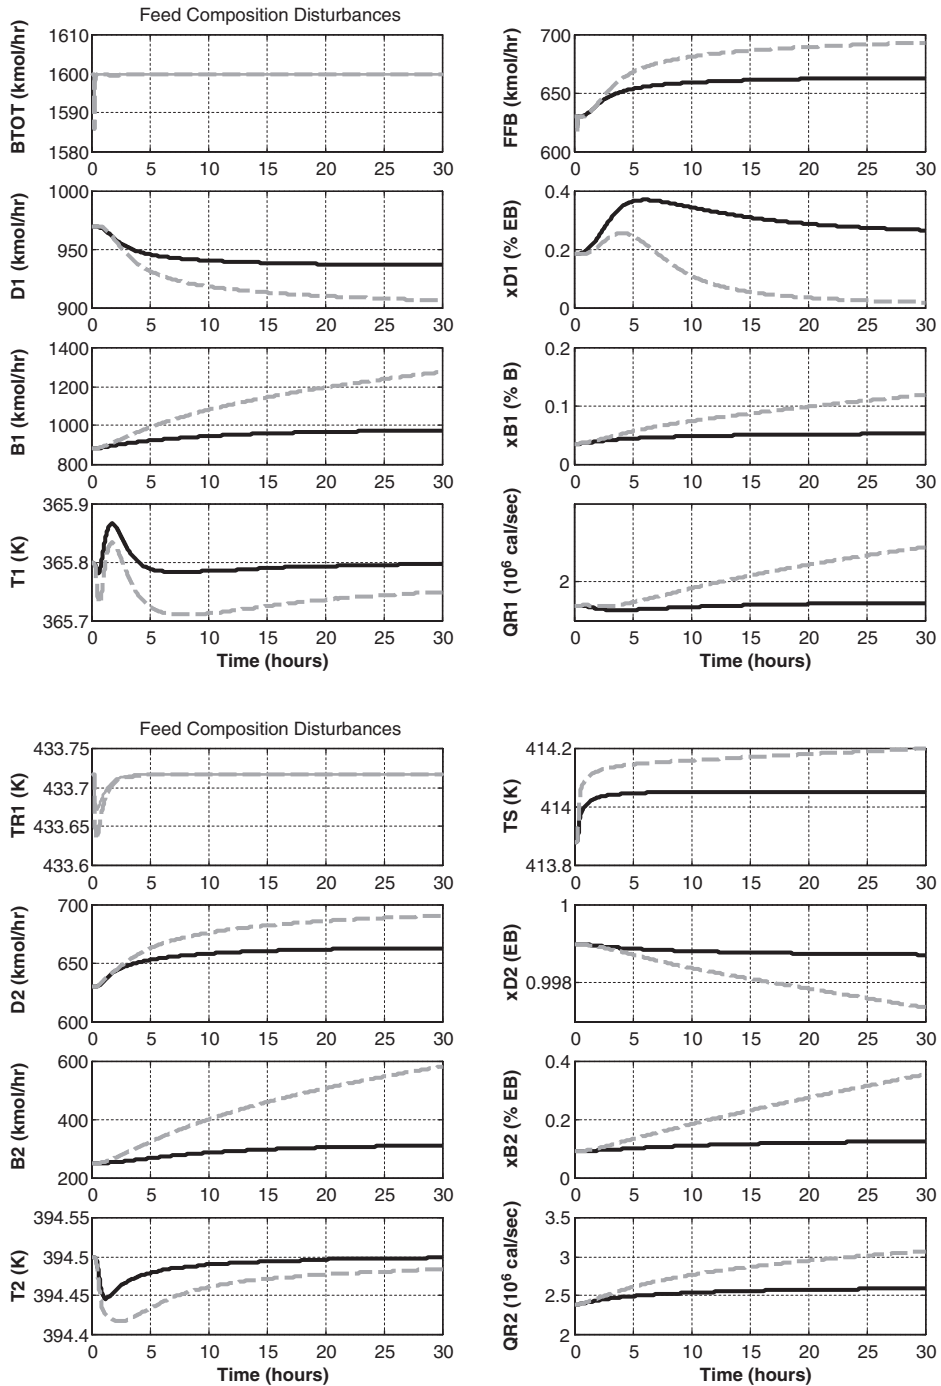 Feed Composition Disturbances
BTOT (kmol/hr)
1610
1600
1590
1580
0 5 10 15 20 25 30
FFB (kmol/hr)
700
650
600
0 5 10 15 20 25 30
D1 (kmol/hr)
1000
950
900
0 5 10 15 20 25 30
xD1 (% EB)
0.4
0.2
0
0 5 10 15 20 25 30
B1 (kmol/hr)
1400
1200
1000
800
0 5 10 15 20 25 30
xB1 (% B)
0.2
0.1
0
0 5 10 15 20 25 30
T1 (K)
365.9
365.8
365.7
0 5 10 15 20 25 30
Time (hours)
QR1 (10⁶ cal/sec)
2
0 5 10 15 20 25 30
Time (hours)
Feed Composition Disturbances
TR1 (K)
433.75
433.7
433.65
433.6
0 5 10 15 20 25 30
TS (K)
414.2
414
413.8
0 5 10 15 20 25 30
D2 (kmol/hr)
700
650
600
0 5 10 15 20 25 30
xD2 (EB)
1
0.998
0 5 10 15 20 25 30
B2 (kmol/hr)
600
400
200
0 5 10 15 20 25 30
xB2 (% EB)
0.4
0.2
0
0 5 10 15 20 25 30
T2 (K)
394.55
394.5
394.45
394.4
0 5 10 15 20 25 30
Time (hours)
QR2 (10⁶ cal/sec)
3.5
3
2.5
2
0 5 10 15 20 25 30
Time (hours)